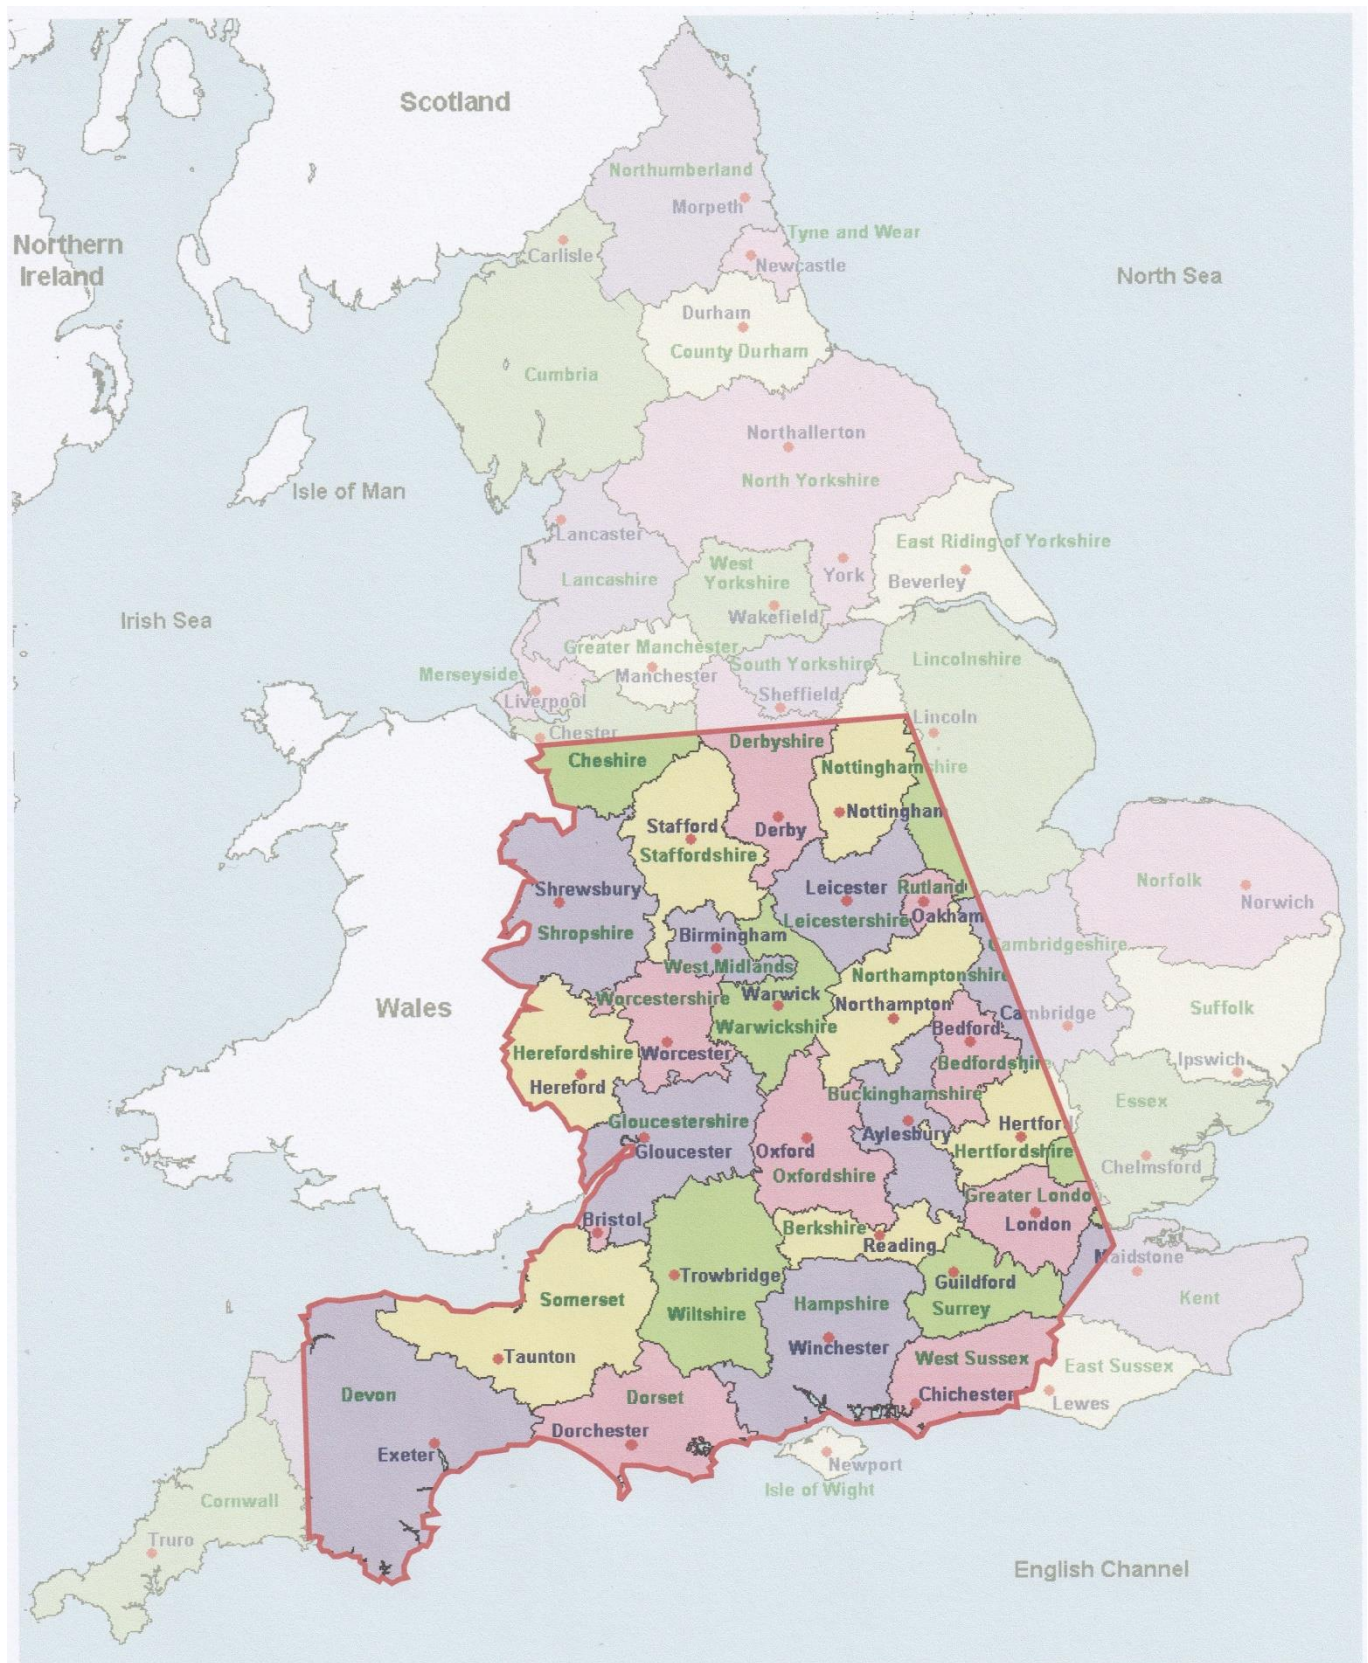 Scotland
Northumberland
Morpeth
Tyne and Wear
Northern
Ireland
Carlisle
Newcastle
North Sea
Durham
County Durham
Cumbria
Northallerton
North Yorkshire
Isle of Man
Lancaster
East Riding of Yorkshire
West
Yorkshire
Lancashire
York
Beverley
Irish Sea
Wakefield
Greater Manchester
South Yorkshire
Lincolnshire
Merseyside
Manchester
Liverpool
Sheffield
Lincoln
Chester
Derbyshire
Cheshire
Nottinghamshire
Nottingham
Stafford
Derby
Staffordshire
Shrewsbury
Leicester
Rutland
Norfolk
Norwich
Leicestershire
Oakham
Shropshire
Birmingham
Cambridgeshire
West Midlands
Northamptonshire
Worcestershire
Warwick
Northampton
Wales
Suffolk
Cambridge
Warwickshire
Bedford
Herefordshire
Worcester
Bedfordshire
Ipswich
Hereford
Buckinghamshire
Essex
Gloucestershire
Hertfor
Aylesbury
Gloucester
Oxford
Hertfordshire
Chelmsford
Oxfordshire
Greater Londo
Bristol
Berkshire
London
Reading
Maidstone
Trowbridge
Guildford
Somerset
Hampshire
Kent
Wiltshire
Surrey
Winchester
Taunton
West Sussex
East Sussex
Devon
Dorset
Chichester
Lewes
Dorchester
Exeter
Newport
Isle of Wight
Cornwall
Truro
English Channel